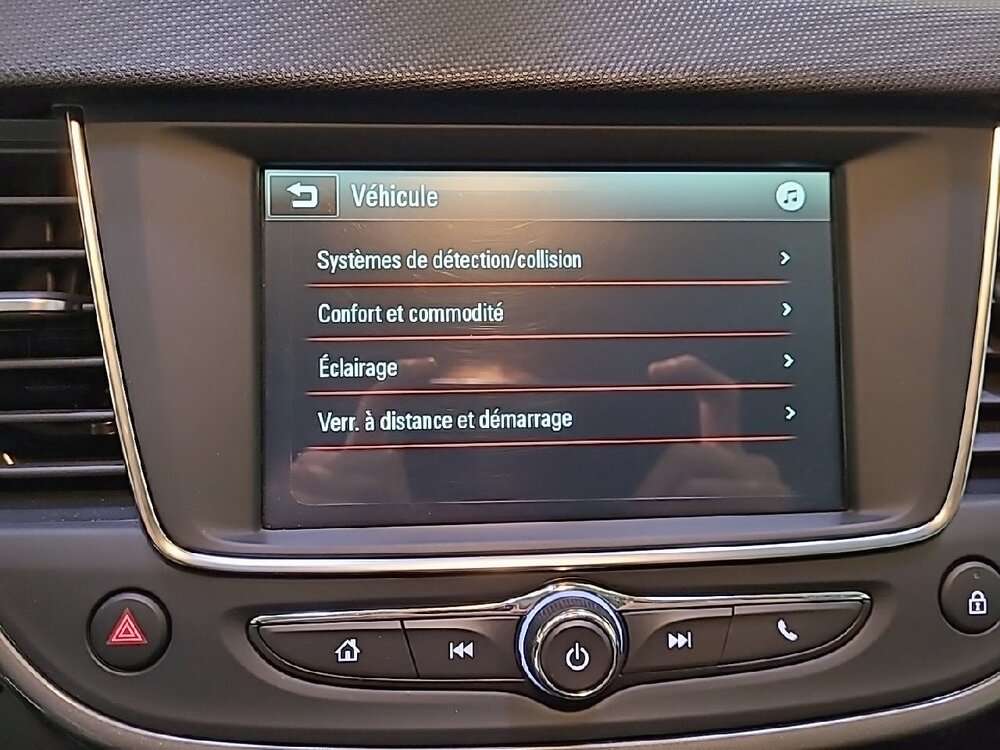 Véhicule
Systèmes de détection/collision
Confort et commodité
Éclairage
Verr. à distance et démarrage